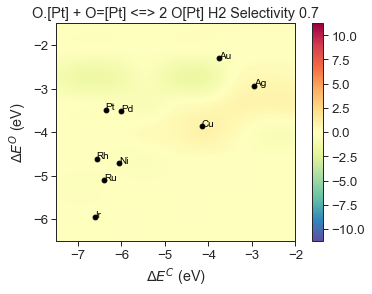 O.[Pt] + O=[Pt] <=> 2 O[Pt] H2 Selectivity 0.7
ΔE^O (eV)
−2
−3
−4
−5
−6
Au
Ag
Pt
Cu
Pd
Rh
Ni
Ru
Ir
−7
−6
−5
−4
−3
−2
ΔE^C (eV)
10.0
7.5
5.0
2.5
0.0
−2.5
−5.0
−7.5
−10.0